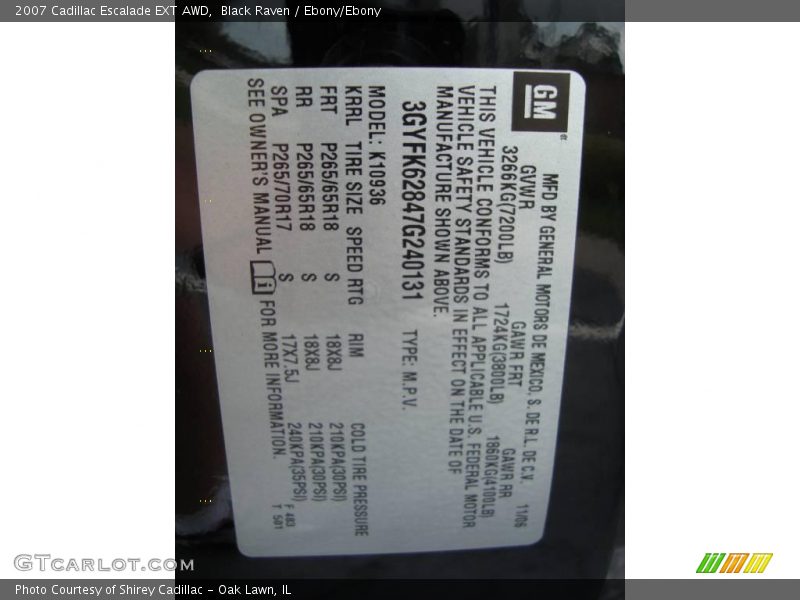 2007 Cadillac Escalade EXT AWD,  Black Raven / Ebony/Ebony
GM
MFD BY GENERAL MOTORS DE MEXICO, S. DE R.L. DE C.V.
GVWR GAWR FRT GAWR RR 11/06
3266KG(7200LB) 1724KG(3800LB) 1860KG(4100LB)
THIS VEHICLE CONFORMS TO ALL APPLICABLE U.S. FEDERAL MOTOR
VEHICLE SAFETY STANDARDS IN EFFECT ON THE DATE OF
MANUFACTURE SHOWN ABOVE.
3GYFK62847G240131 TYPE: M.P.V.
MODEL: K10936
KRRL TIRE SIZE SPEED RTG RIM COLD TIRE PRESSURE
FRT P265/65R18 S 18X8J 210KPA(30PSI)
RR P265/65R18 S 18X8J 210KPA(30PSI)
SPA P265/70R17 S 17X7.5J 240KPA(35PSI)
SEE OWNER'S MANUAL FOR MORE INFORMATION.
F 483
T 501
GTcarlot.com
Photo Courtesy of Shirey Cadillac - Oak Lawn, IL